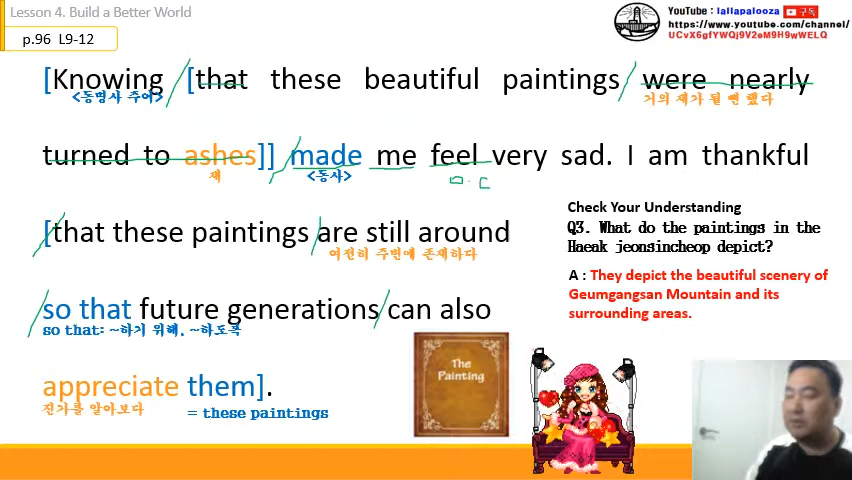 Lesson 4. Build a Better World
p.96 L9-12
YouTube : lallapalooza 구독
https://www.youtube.com/channel/
UCvX6gfYWQj9V2eM9H9wWELQ
[Knowing [that these beautiful paintings were nearly
<동명사 주어> 거의 재가 될 뻔 했다
turned to ashes]] made me feel very sad. I am thankful
재 <동사> ㅁ.ㄷ
[that these paintings are still around
여전히 주변에 존재하다
so that future generations can also
so that: ~하기 위해, ~하도록
appreciate them].
진가를 알아보다 = these paintings
Check Your Understanding
Q3. What do the paintings in the
Haeak jeonsincheop depict?
A : They depict the beautiful scenery of
Geumgangsan Mountain and its
surrounding areas.
The
Painting